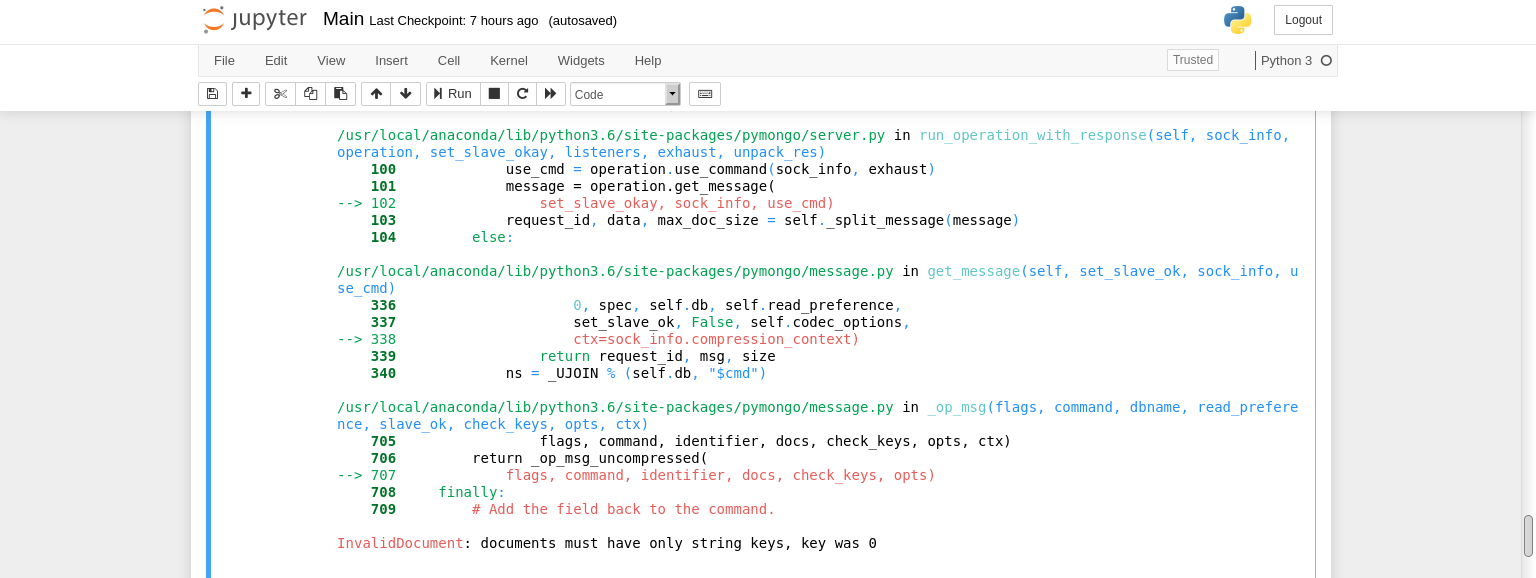 jupyter Main Last Checkpoint: 7 hours ago (autosaved) Logout
File Edit View Insert Cell Kernel Widgets Help Trusted Python 3
Run Code
/usr/local/anaconda/lib/python3.6/site-packages/pymongo/server.py in run_operation_with_response(self, sock_info,
operation, set_slave_okay, listeners, exhaust, unpack_res)
    100             use_cmd = operation.use_command(sock_info, exhaust)
    101             message = operation.get_message(
--> 102                 set_slave_okay, sock_info, use_cmd)
    103             request_id, data, max_doc_size = self._split_message(message)
    104         else:
/usr/local/anaconda/lib/python3.6/site-packages/pymongo/message.py in get_message(self, set_slave_ok, sock_info, u
se_cmd)
    336                     0, spec, self.db, self.read_preference,
    337                     set_slave_ok, False, self.codec_options,
--> 338                     ctx=sock_info.compression_context)
    339                 return request_id, msg, size
    340             ns = _UJOIN % (self.db, "$cmd")
/usr/local/anaconda/lib/python3.6/site-packages/pymongo/message.py in _op_msg(flags, command, dbname, read_prefere
nce, slave_ok, check_keys, opts, ctx)
    705                 flags, command, identifier, docs, check_keys, opts, ctx)
    706         return _op_msg_uncompressed(
--> 707             flags, command, identifier, docs, check_keys, opts)
    708     finally:
    709         # Add the field back to the command.
InvalidDocument: documents must have only string keys, key was 0